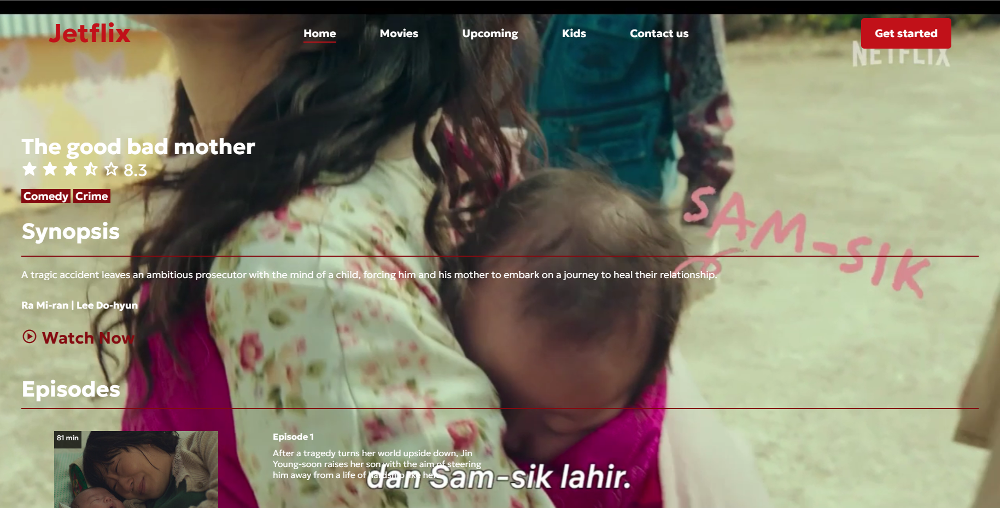 Jetflix
Home Movies Upcoming Kids Contact us
Get started
NETFLIX
The good bad mother
8.3
Comedy Crime
SAM-SIK
Synopsis
A tragic accident leaves an ambitious prosecutor with the mind of a child, forcing him and his mother to embark on a journey to heal their relationship.
Ra Mi-ran | Lee Do-hyun
Watch Now
Episodes
81 min
Episode 1
After a tragedy turns her world upside down, Jin
Young-soon raises her son with the aim of steering
him away from a life of hardship like hers.
dan Sam-sik lahir.